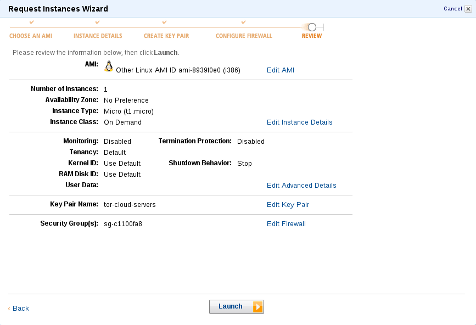 Request Instances Wizard Cancel
CHOOSE AN AMI INSTANCE DETAILS CREATE KEY PAIR CONFIGURE FIREWALL REVIEW
Please review the information below, then click Launch.
AMI: Other Linux AMI ID ami-8939f0e0 (i386) Edit AMI
Number of Instances: 1
Availability Zone: No Preference
Instance Type: Micro (t1.micro)
Instance Class: On Demand Edit Instance Details
Monitoring: Disabled Termination Protection: Disabled
Tenancy: Default
Kernel ID: Use Default Shutdown Behavior: Stop
RAM Disk ID: Use Default
User Data: Edit Advanced Details
Key Pair Name: tor-cloud-servers Edit Key Pair
Security Group(s): sg-c1100fa8 Edit Firewall
Back Launch